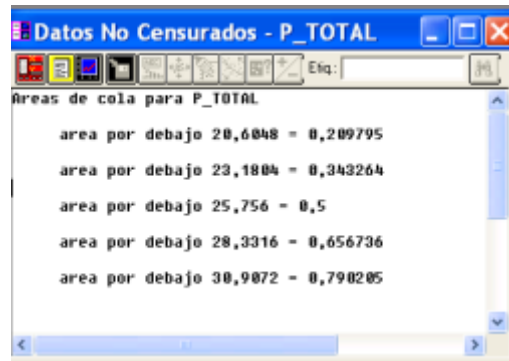 Datos No Censurados - P_TOTAL
Etiq.:
Areas de cola para P_TOTAL
area por debajo 20,6048 = 0,209795
area por debajo 23,1804 = 0,343264
area por debajo 25,756 = 0,5
area por debajo 28,3316 = 0,656736
area por debajo 30,9072 = 0,790205